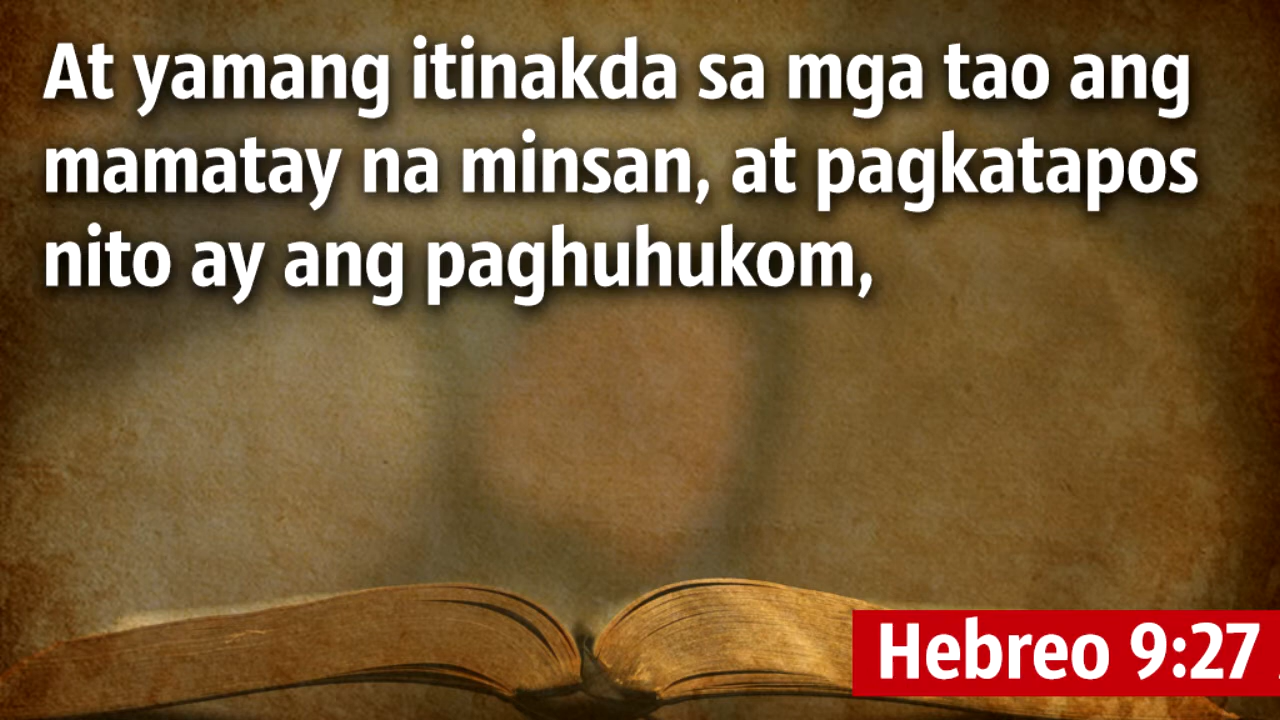 At yamang itinakda sa mga tao ang
mamatay na minsan, at pagkatapos
nito ay ang paghuhukom,
Hebreo 9:27